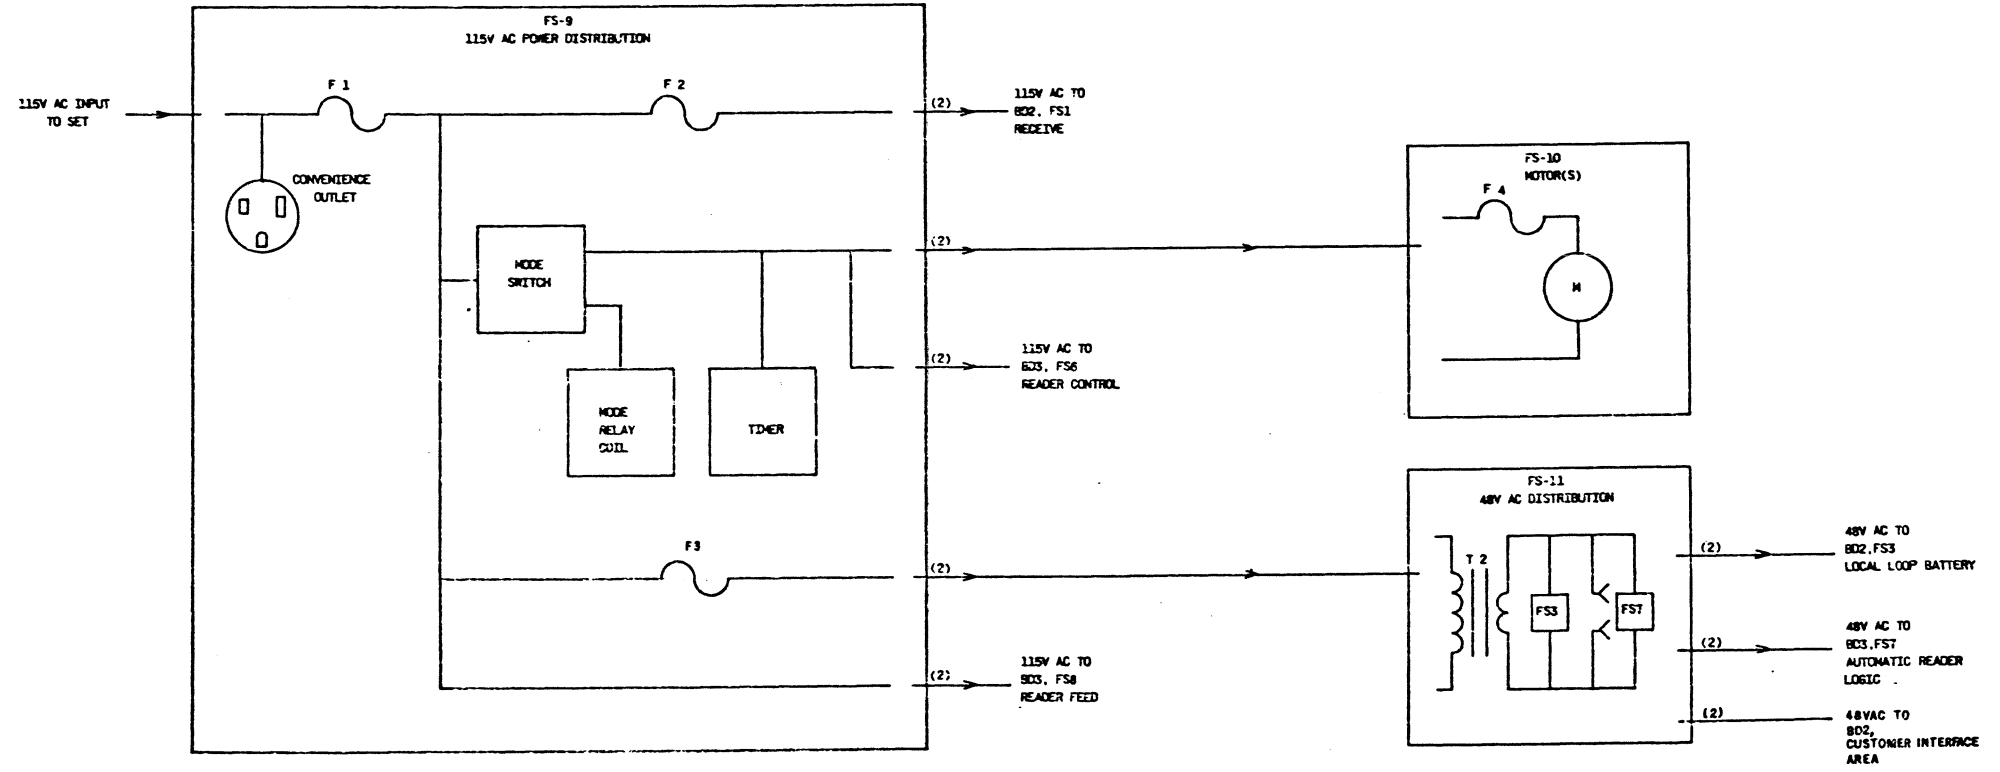 FS-9
115V AC POWER DISTRIBUTION
F 1
F 2
115V AC INPUT
TO SET
(2)
115V AC TO
BD2, FS1
RECEIVE
CONVENIENCE
OUTLET
MODE
SWITCH
(2)
FS-10
MOTOR(S)
F 4
M
(2)
115V AC TO
BD3, FS6
READER CONTROL
MODE
RELAY
COIL
TIMER
F3
(2)
(2)
115V AC TO
BD3, FS8
READER FEED
FS-11
48V AC DISTRIBUTION
T 2
FS3
FS7
(2)
48V AC TO
BD2,FS3
LOCAL LOOP BATTERY
(2)
48V AC TO
BD3,FS7
AUTOMATIC READER
LOGIC
(2)
48VAC TO
BD2,
CUSTOMER INTERFACE
AREA